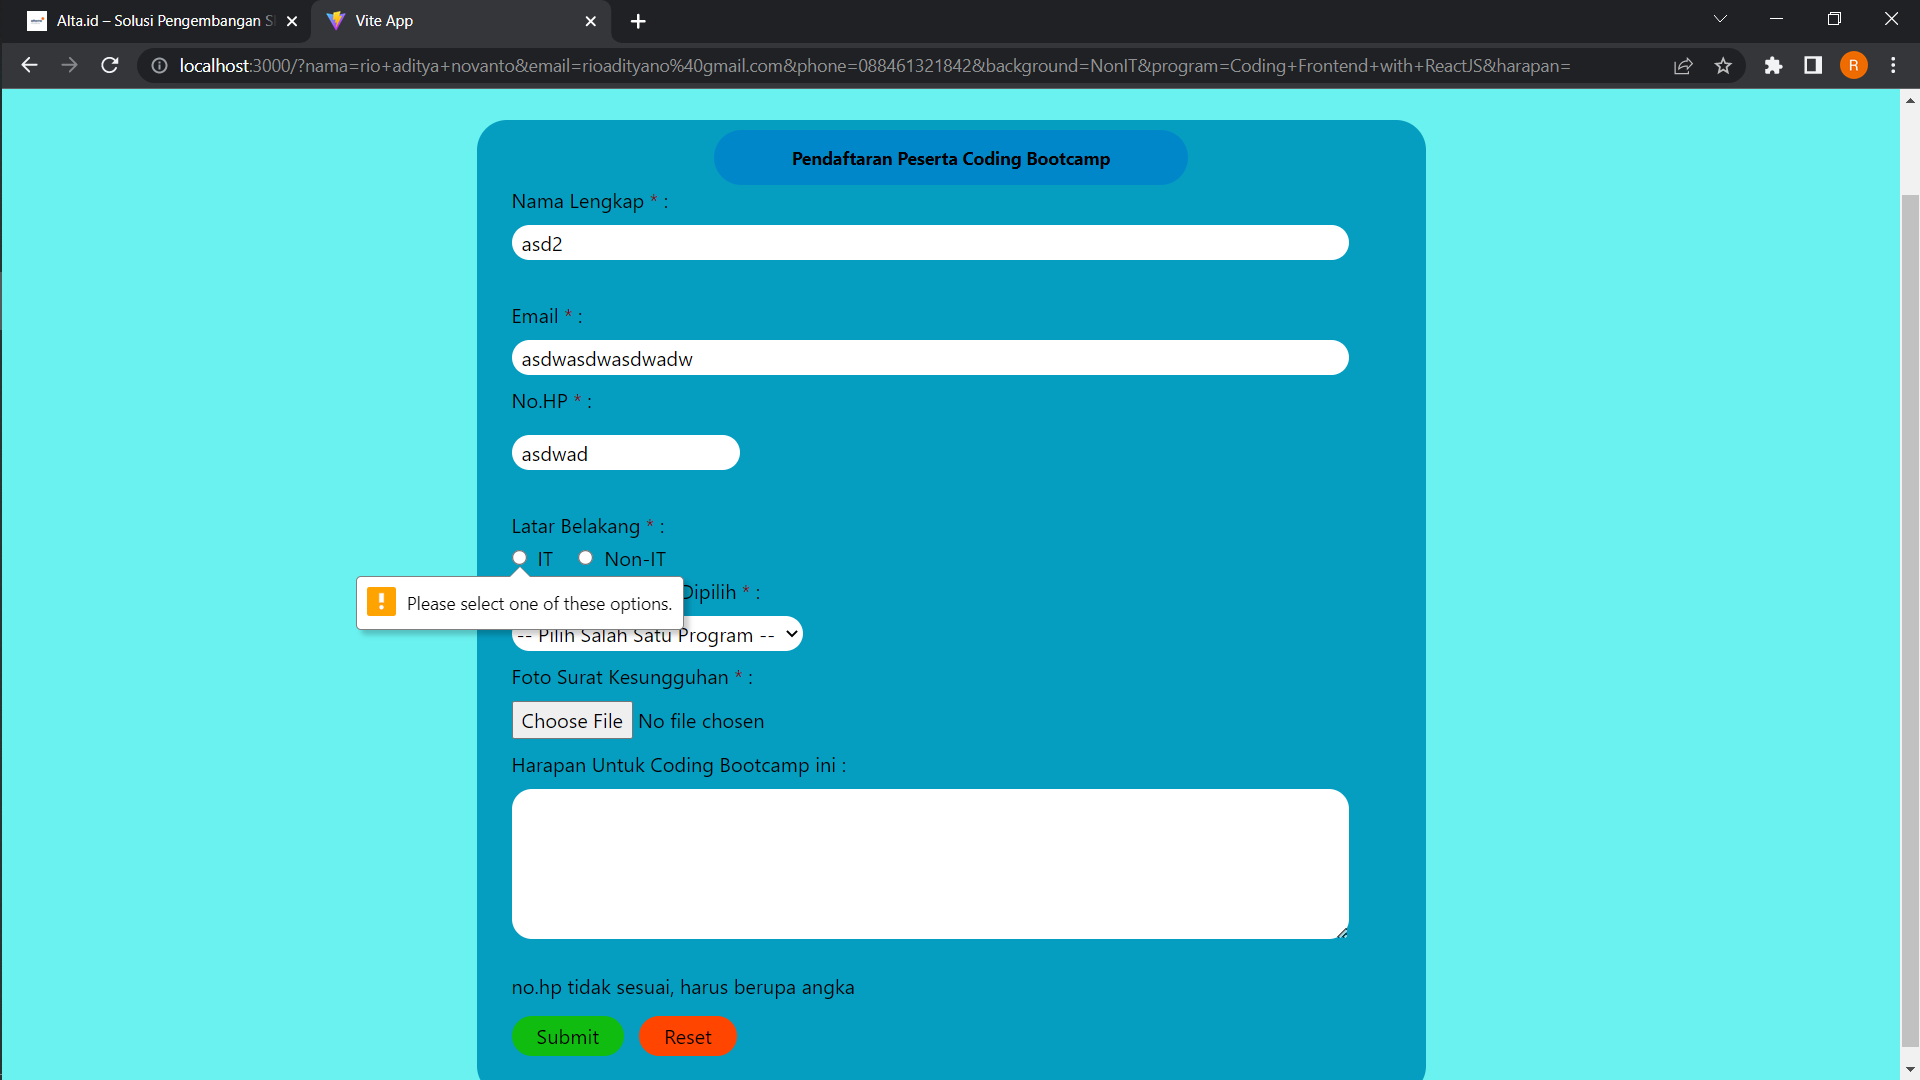 Alta.id – Solusi Pengembangan S
Vite App
localhost:3000/?nama=rio+aditya+novanto&email=rioadityano%40gmail.com&phone=088461321842&background=NonIT&program=Coding+Frontend+with+ReactJS&harapan=
R
Pendaftaran Peserta Coding Bootcamp
Nama Lengkap * :
asd2
Email * :
asdwasdwasdwadw
No.HP * :
asdwad
Latar Belakang * :
IT Non-IT
Dipilih * :
Please select one of these options.
-- Pilih Salah Satu Program --
Foto Surat Kesungguhan * :
Choose File No file chosen
Harapan Untuk Coding Bootcamp ini :
no.hp tidak sesuai, harus berupa angka
Submit Reset